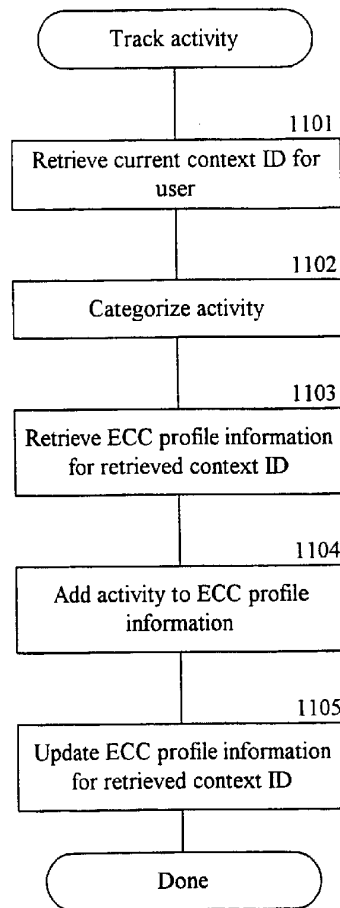 Track activity
1101
Retrieve current context ID for
user
1102
Categorize activity
1103
Retrieve ECC profile information
for retrieved context ID
1104
Add activity to ECC profile
information
1105
Update ECC profile information
for retrieved context ID
Done